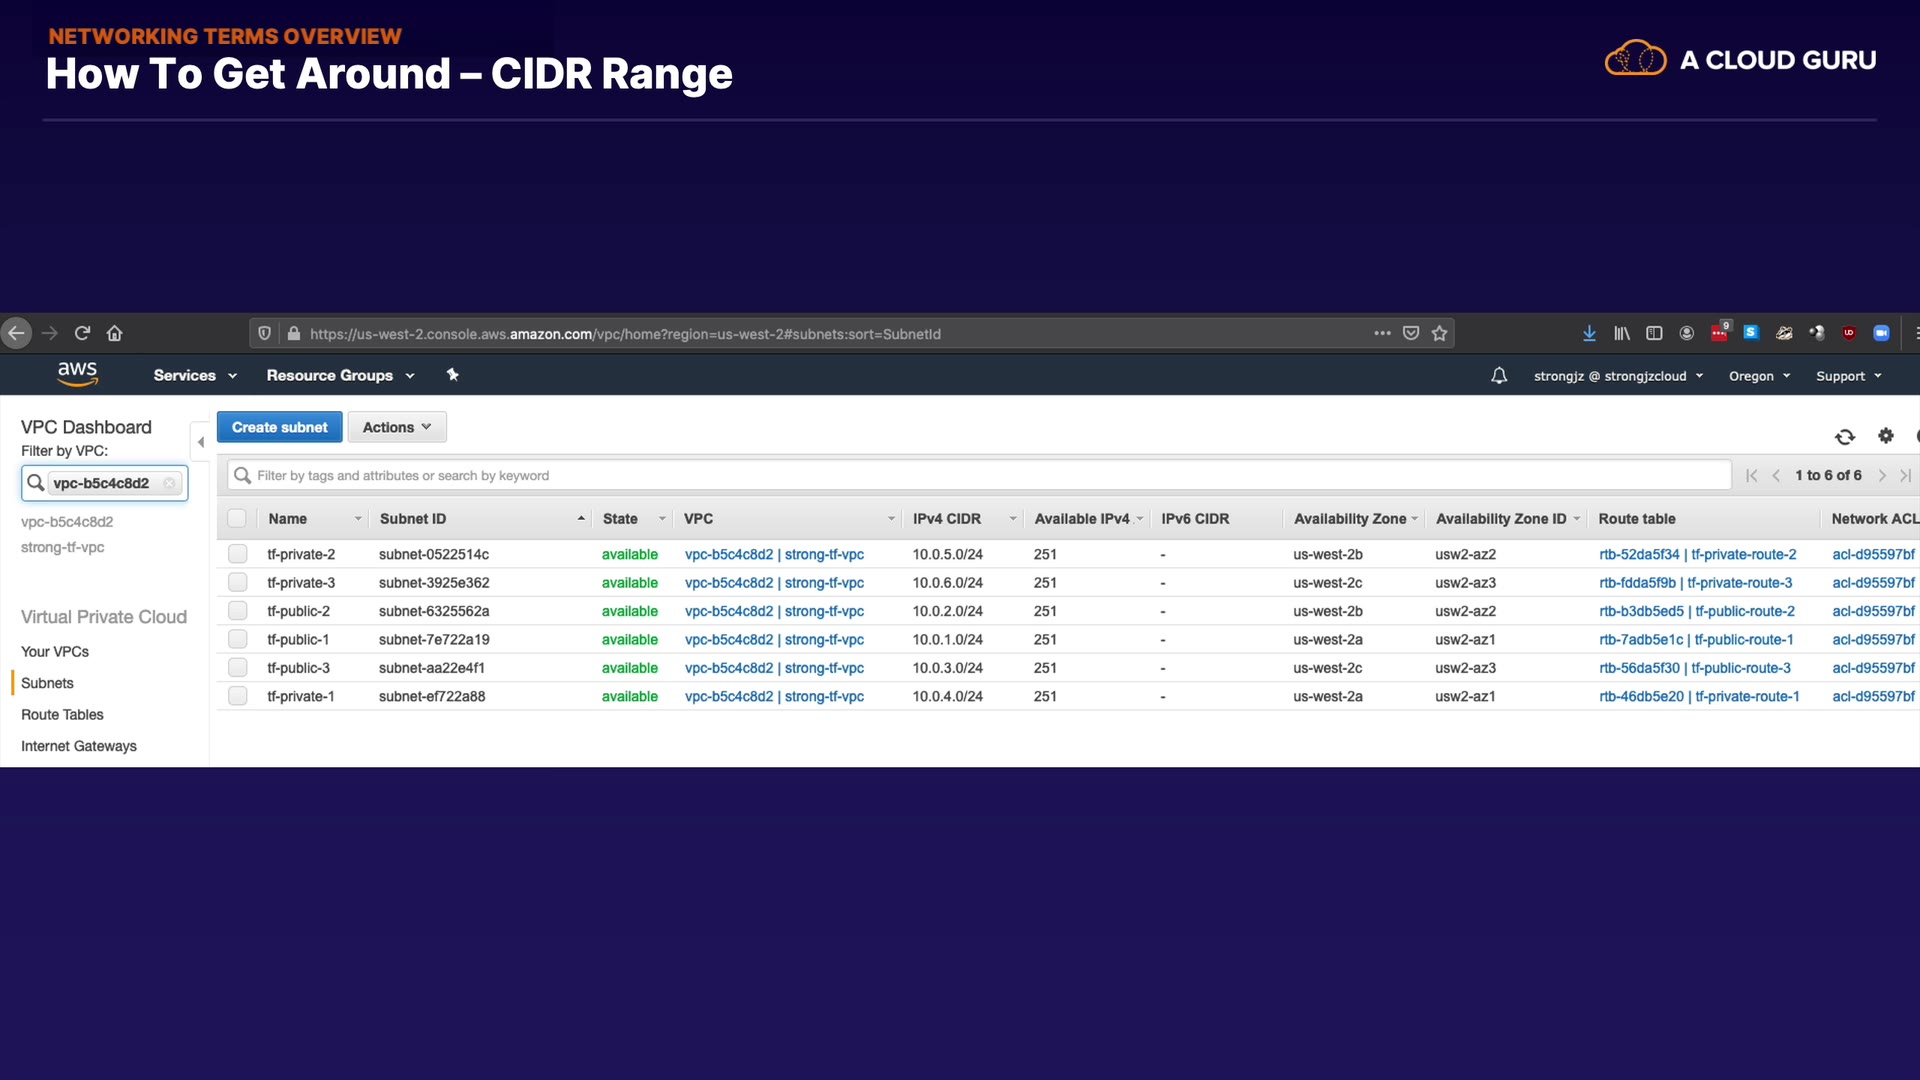 NETWORKING TERMS OVERVIEW
How To Get Around – CIDR Range
A CLOUD GURU
https://us-west-2.console.aws.amazon.com/vpc/home?region=us-west-2#subnets:sort=SubnetId
9
aws Services Resource Groups strongjz @ strongjzcloud Oregon Support
VPC Dashboard
Filter by VPC:
vpc-b5c4c8d2
vpc-b5c4c8d2
strong-tf-vpc
Virtual Private Cloud
Your VPCs
Subnets
Route Tables
Internet Gateways
Create subnet Actions
Filter by tags and attributes or search by keyword 1 to 6 of 6
Name Subnet ID State VPC IPv4 CIDR Available IPv4 IPv6 CIDR Availability Zone Availability Zone ID Route table Network ACL
tf-private-2 subnet-0522514c available vpc-b5c4c8d2 | strong-tf-vpc 10.0.5.0/24 251 - us-west-2b usw2-az2 rtb-52da5f34 | tf-private-route-2 acl-d95597bf
tf-private-3 subnet-3925e362 available vpc-b5c4c8d2 | strong-tf-vpc 10.0.6.0/24 251 - us-west-2c usw2-az3 rtb-fdda5f9b | tf-private-route-3 acl-d95597bf
tf-public-2 subnet-6325562a available vpc-b5c4c8d2 | strong-tf-vpc 10.0.2.0/24 251 - us-west-2b usw2-az2 rtb-b3db5ed5 | tf-public-route-2 acl-d95597bf
tf-public-1 subnet-7e722a19 available vpc-b5c4c8d2 | strong-tf-vpc 10.0.1.0/24 251 - us-west-2a usw2-az1 rtb-7adb5e1c | tf-public-route-1 acl-d95597bf
tf-public-3 subnet-aa22e4f1 available vpc-b5c4c8d2 | strong-tf-vpc 10.0.3.0/24 251 - us-west-2c usw2-az3 rtb-56da5f30 | tf-public-route-3 acl-d95597bf
tf-private-1 subnet-ef722a88 available vpc-b5c4c8d2 | strong-tf-vpc 10.0.4.0/24 251 - us-west-2a usw2-az1 rtb-46db5e20 | tf-private-route-1 acl-d95597bf